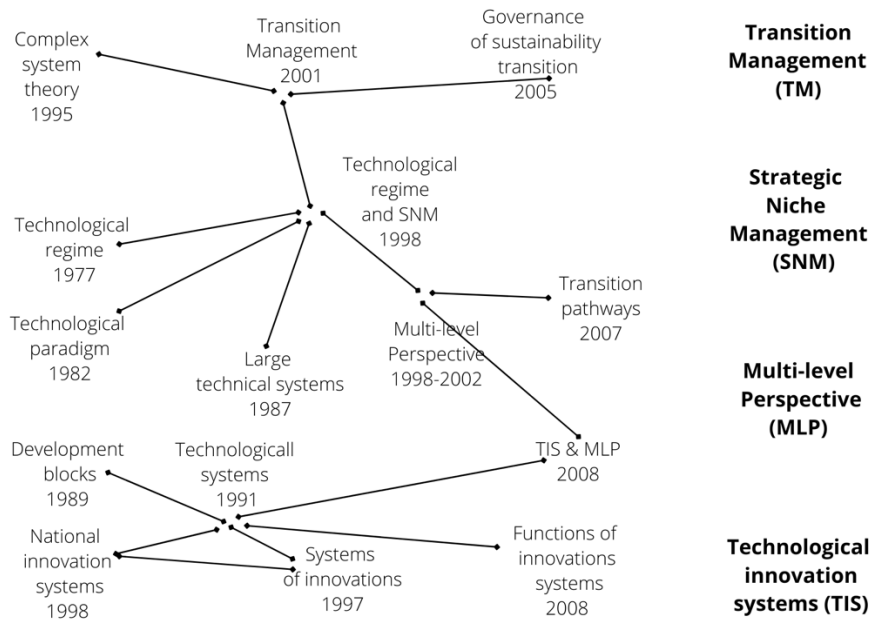 Complex
system
theory
1995
Transition
Management
2001
Governance
of sustainability
transition
2005
Transition
Management
(TM)
Technological
regime
and SNM
1998
Strategic
Niche
Management
(SNM)
Technological
regime
1977
Technological
paradigm
1982
Large
technical systems
1987
Multi-level
Perspective
1998-2002
Transition
pathways
2007
Multi-level
Perspective
(MLP)
Development
blocks
1989
Technologicall
systems
1991
TIS & MLP
2008
National
innovation
systems
1998
Systems
of innovations
1997
Functions of
innovations
systems
2008
Technological
innovation
systems (TIS)